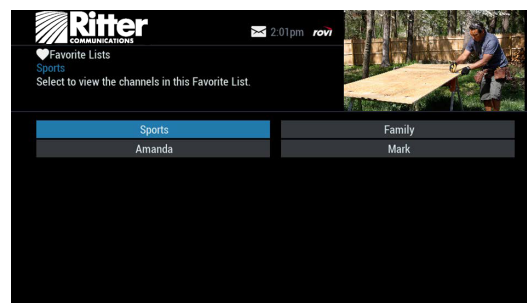 Ritter
COMMUNICATIONS
2:01pm rovi
Favorite Lists
Sports
Select to view the channels in this Favorite List.
Sports Family
Amanda Mark